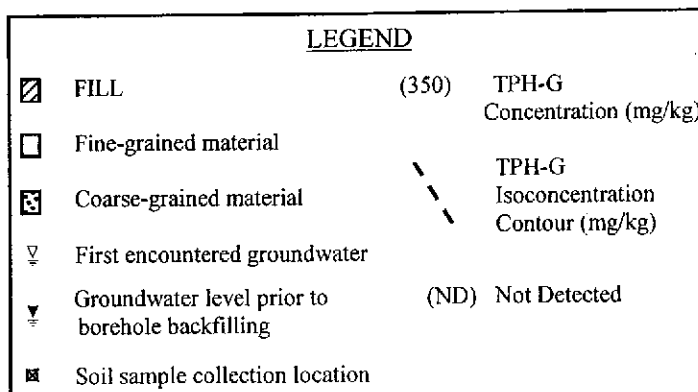 LEGEND
FILL
Fine-grained material
Coarse-grained material
First encountered groundwater
Groundwater level prior to
borehole backfilling
Soil sample collection location
(350) TPH-G
Concentration (mg/kg)
TPH-G
Isoconcentration
Contour (mg/kg)
(ND) Not Detected